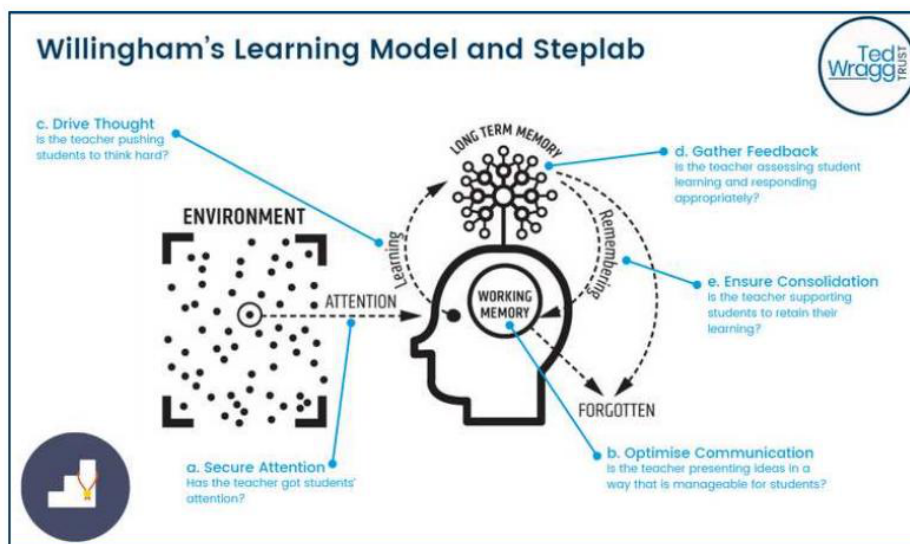 Willingham's Learning Model and Steplab
Ted
Wragg
TRUST
c. Drive Thought
Is the teacher pushing
students to think hard?
LONG TERM MEMORY
d. Gather Feedback
Is the teacher assessing student
learning and responding
appropriately?
ENVIRONMENT
Learning
Remembering
e. Ensure Consolidation
Is the teacher supporting
students to retain their
learning?
ATTENTION
WORKING
MEMORY
FORGOTTEN
a. Secure Attention
Has the teacher got students'
attention?
b. Optimise Communication
Is the teacher presenting ideas in a
way that is manageable for students?